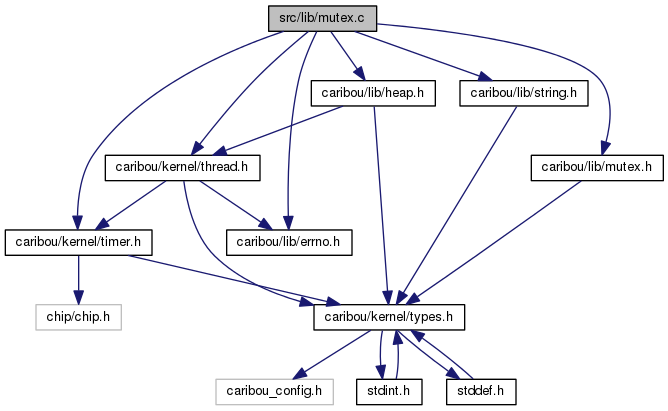 src/lib/mutex.c
caribou/lib/heap.h
caribou/lib/string.h
caribou/kernel/thread.h
caribou/lib/mutex.h
caribou/kernel/timer.h
caribou/lib/errno.h
chip/chip.h
caribou/kernel/types.h
caribou_config.h
stdint.h
stddef.h